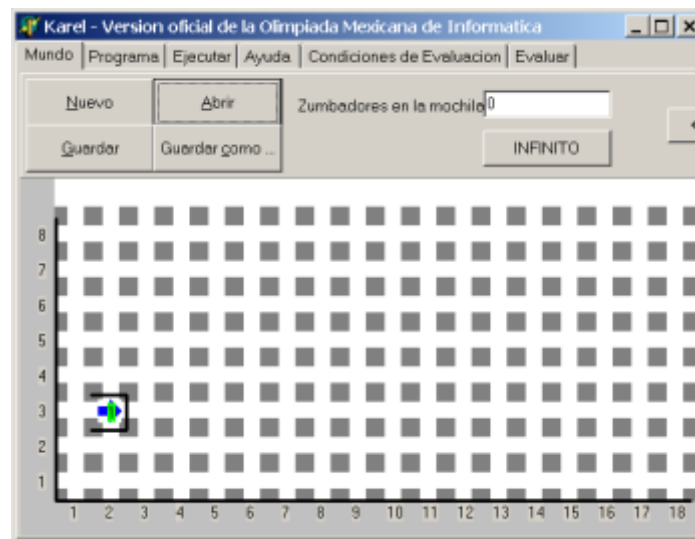 Karel - Version oficial de la Olimpiada Mexicana de Informatica
Mundo Programa Ejecutar Ayuda Condiciones de Evaluacion Evaluar
Nuevo Abrir Zumbadores en la mochila 0
Guardar Guardar como ... INFINITO
8
7
6
5
4
3
2
1
1 2 3 4 5 6 7 8 9 10 11 12 13 14 15 16 17 18